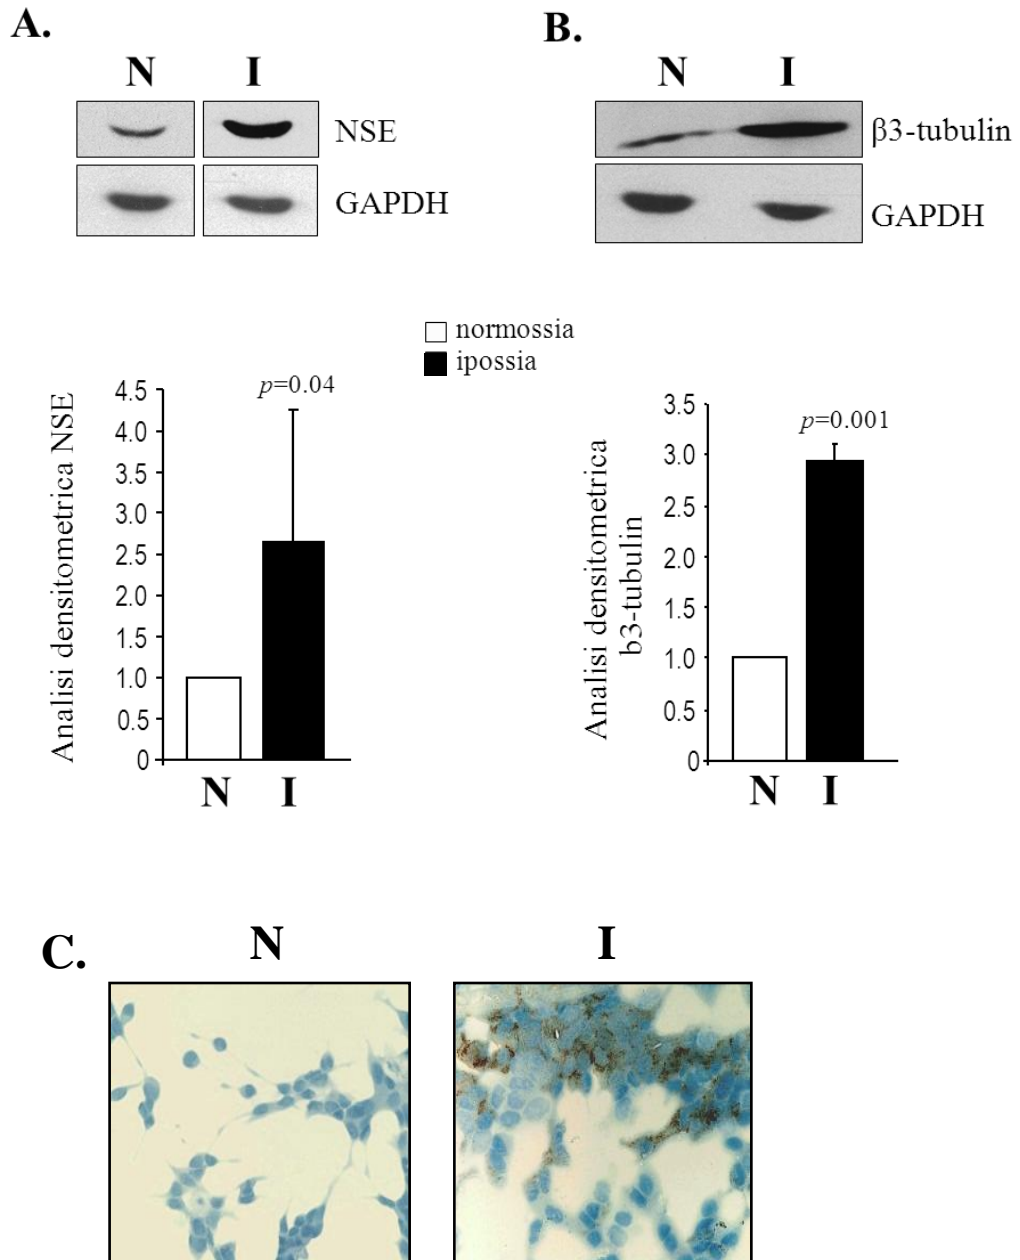 A.
N I
NSE
GAPDH
B.
N I
β3-tubulin
GAPDH
normossia
ipossia
Analisi densitometrica NSE
4.5
4.0
3.5
3.0
2.5
2.0
1.5
1.0
0.5
0
p=0.04
N I
Analisi densitometrica
b3-tubulin
3.5
3.0
2.5
2.0
1.5
1.0
0.5
0
p=0.001
N I
C.
N I